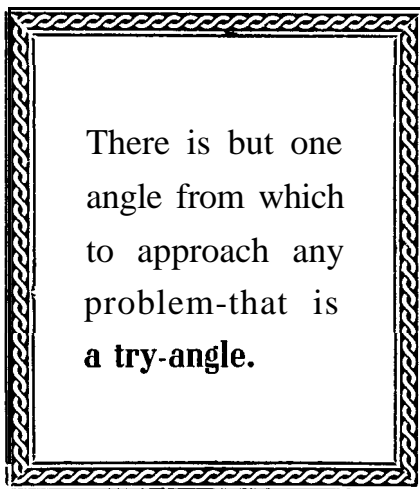 There is but one
angle from which
to approach any
problem-that is
a try-angle.